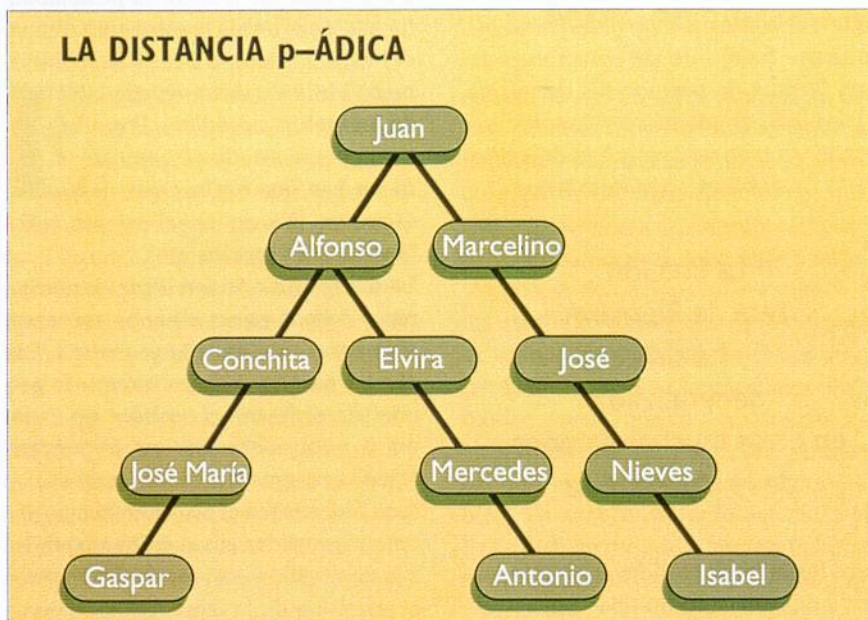 LA DISTANCIA p–ÁDICA
Juan
Alfonso Marcelino
Conchita Elvira José
José María Mercedes Nieves
Gaspar Antonio Isabel